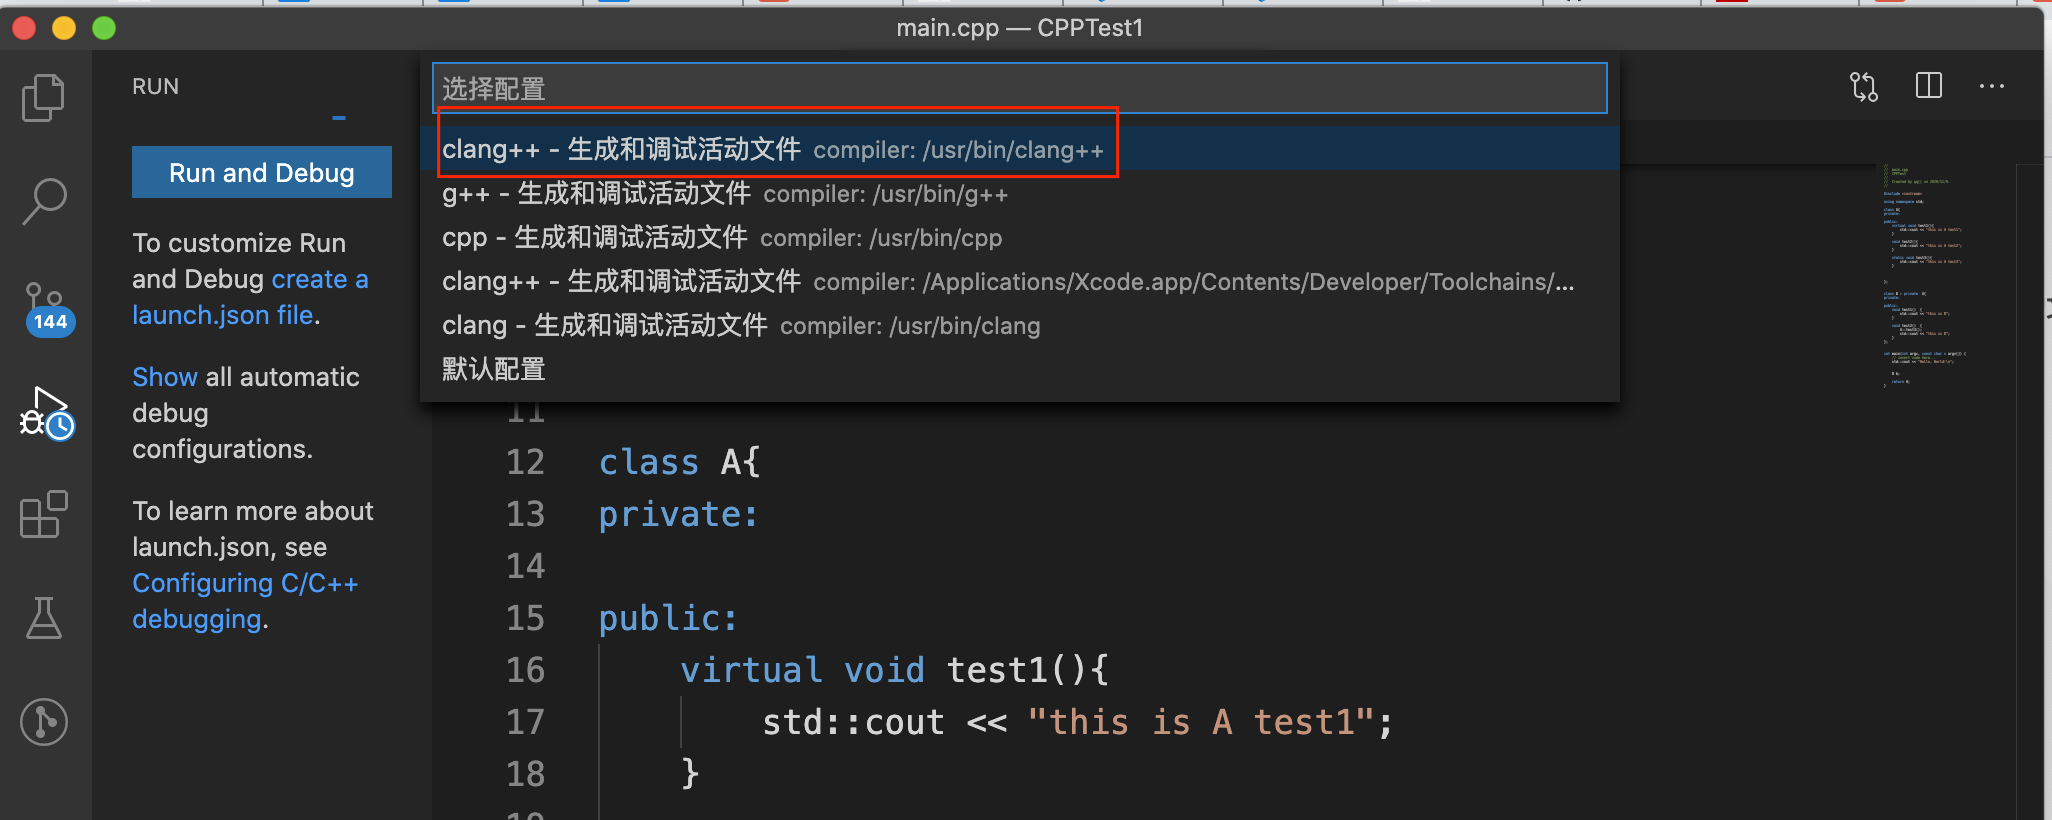 main.cpp — CPPTest1
RUN
Run and Debug
To customize Run
and Debug create a
launch.json file.
Show all automatic
debug
configurations.
To learn more about
launch.json, see
Configuring C/C++
debugging.
144
选择配置
clang++ - 生成和调试活动文件 compiler: /usr/bin/clang++
g++ - 生成和调试活动文件 compiler: /usr/bin/g++
cpp - 生成和调试活动文件 compiler: /usr/bin/cpp
clang++ - 生成和调试活动文件 compiler: /Applications/Xcode.app/Contents/Developer/Toolchains/...
clang - 生成和调试活动文件 compiler: /usr/bin/clang
默认配置
11
12 class A{
13 private:
14
15 public:
16 virtual void test1(){
17 std::cout << "this is A test1";
18 }